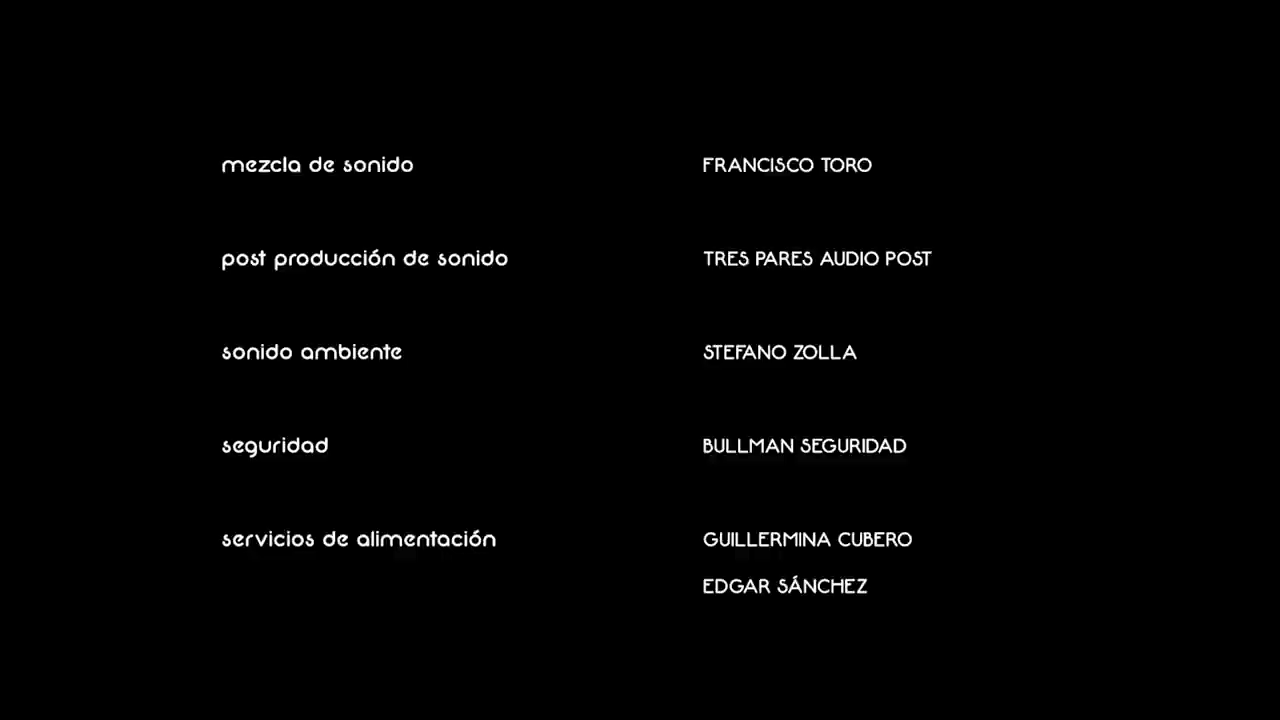 mezcla de sonido FRANCISCO TORO
post producción de sonido TRES PARES AUDIO POST
sonido ambiente STEFANO ZOLLA
seguridad BULLMAN SEGURIDAD
servicios de alimentación GUILLERMINA CUBERO
EDGAR SÁNCHEZ